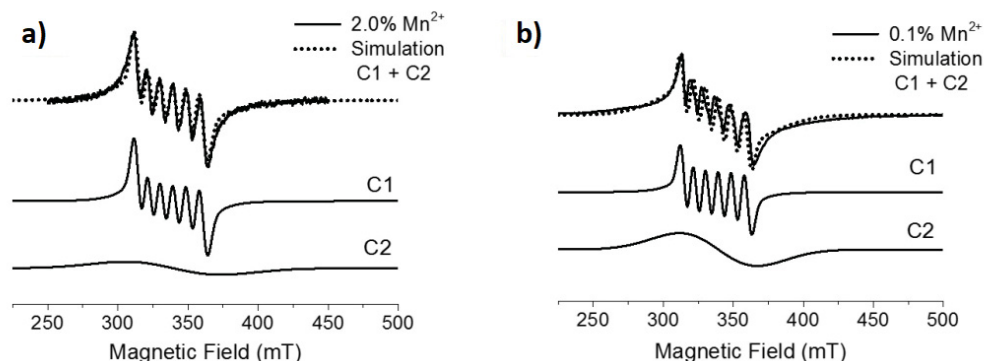 a)
2.0% Mn²⁺
Simulation
C1 + C2
C1
C2
250 300 350 400 450 500
Magnetic Field (mT)
b)
0.1% Mn²⁺
Simulation
C1 + C2
C1
C2
250 300 350 400 450 500
Magnetic Field (mT)